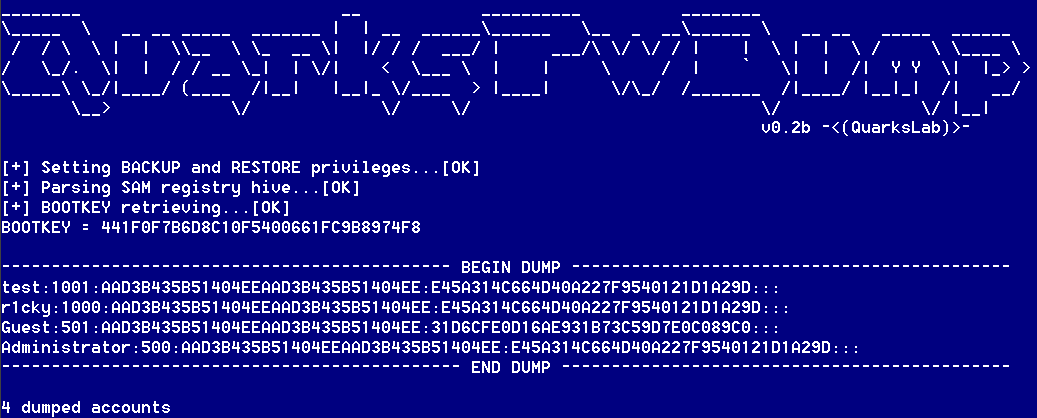 QuarksPwDump
v0.2b -<(QuarksLab)>-
[+] Setting BACKUP and RESTORE privileges...[OK]
[+] Parsing SAM registry hive...[OK]
[+] BOOTKEY retrieving...[OK]
BOOTKEY = 441F0F7B6D8C10F5400661FC9B8974F8
--------------------------------------------- BEGIN DUMP --------------------------------------------
test:1001:AAD3B435B51404EEAAD3B435B51404EE:E45A314C664D40A227F9540121D1A29D:::
r1cky:1000:AAD3B435B51404EEAAD3B435B51404EE:E45A314C664D40A227F9540121D1A29D:::
Guest:501:AAD3B435B51404EEAAD3B435B51404EE:31D6CFE0D16AE931B73C59D7E0C089C0:::
Administrator:500:AAD3B435B51404EEAAD3B435B51404EE:E45A314C664D40A227F9540121D1A29D:::
---------------------------------------------- END DUMP ---------------------------------------------
4 dumped accounts